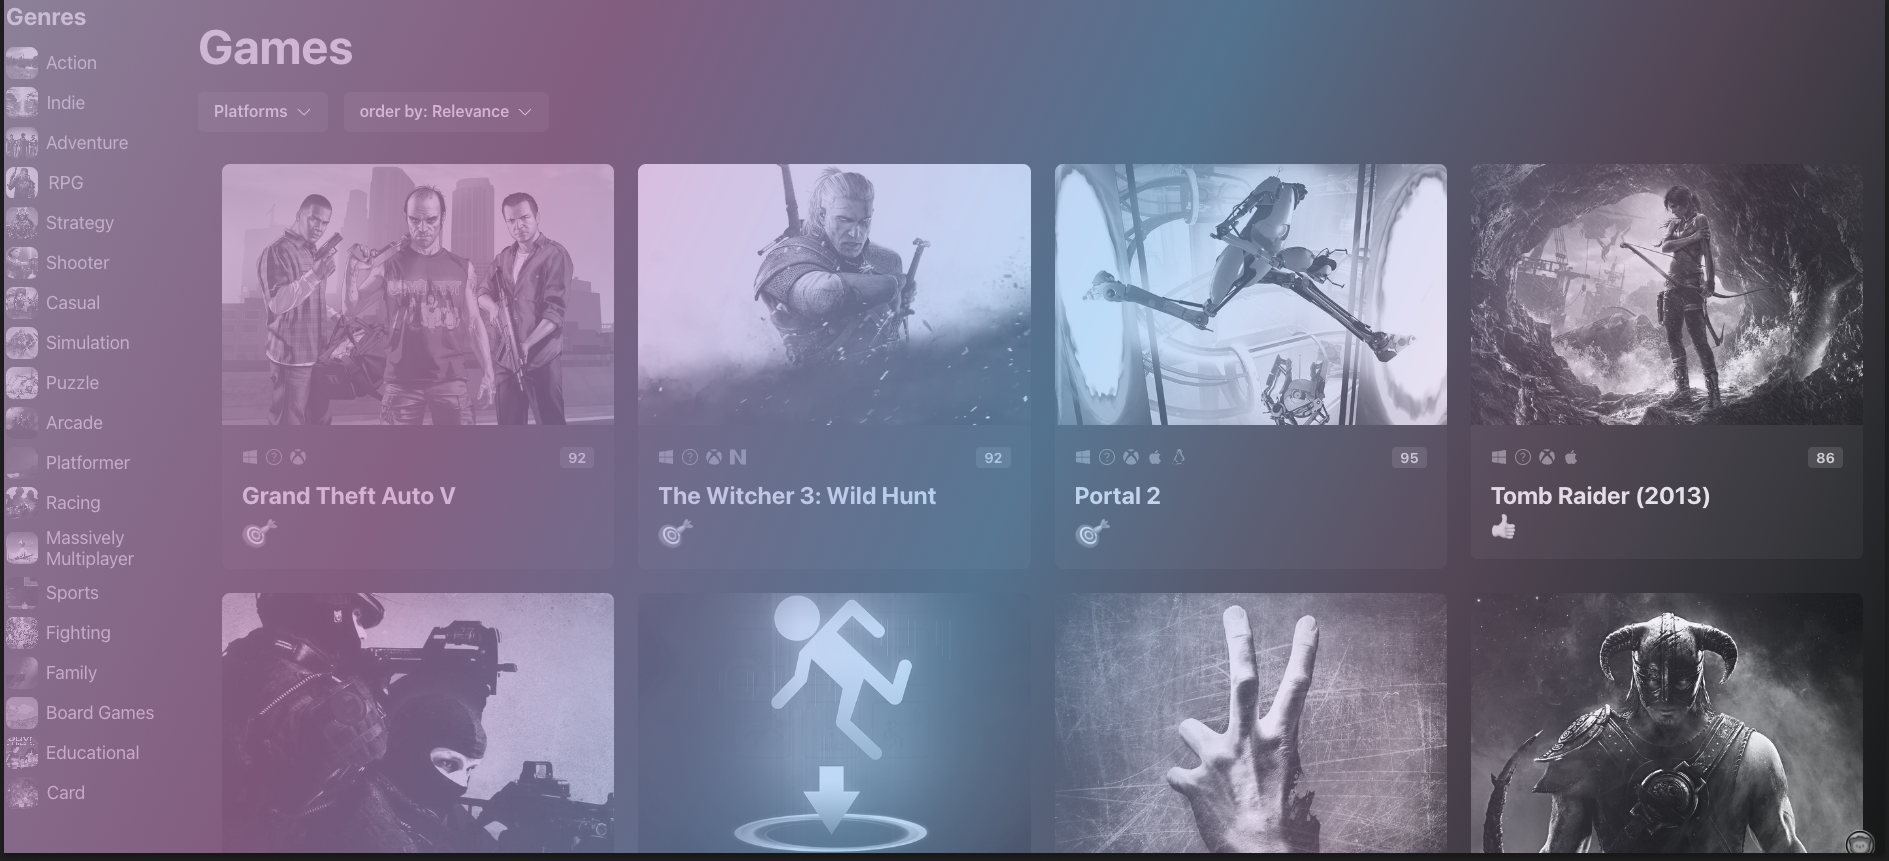 Genres
Action
Indie
Adventure
RPG
Strategy
Shooter
Casual
Simulation
Puzzle
Arcade
Platformer
Racing
Massively
Multiplayer
Sports
Fighting
Family
Board Games
Educational
Card
Games
Platforms
order by: Relevance
92
Grand Theft Auto V
92
The Witcher 3: Wild Hunt
95
Portal 2
86
Tomb Raider (2013)